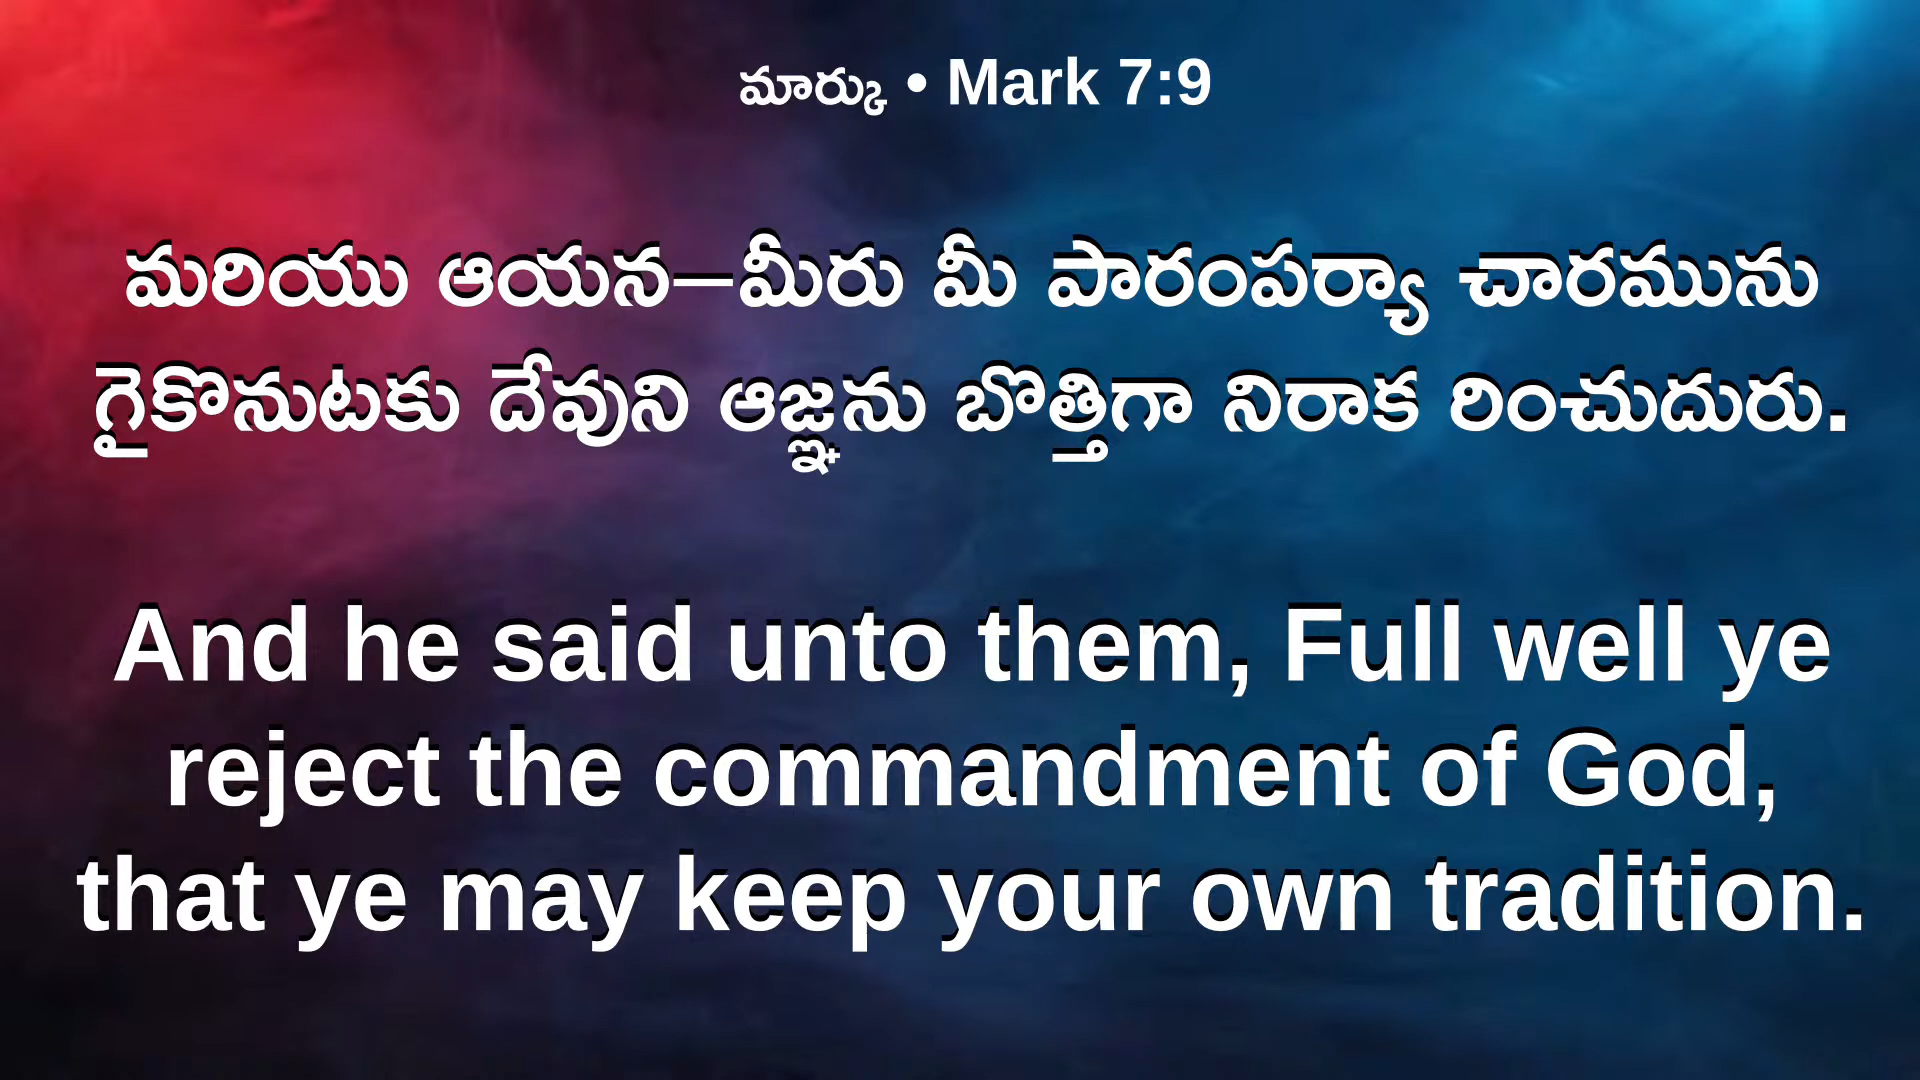 మార్కు • Mark 7:9
మరియు ఆయన–మీరు మీ పారంపర్యా చారమును
గైకొనుటకు దేవుని ఆజ్ఞను బొత్తిగా నిరాక రించుదురు.
And he said unto them, Full well ye
reject the commandment of God,
that ye may keep your own tradition.